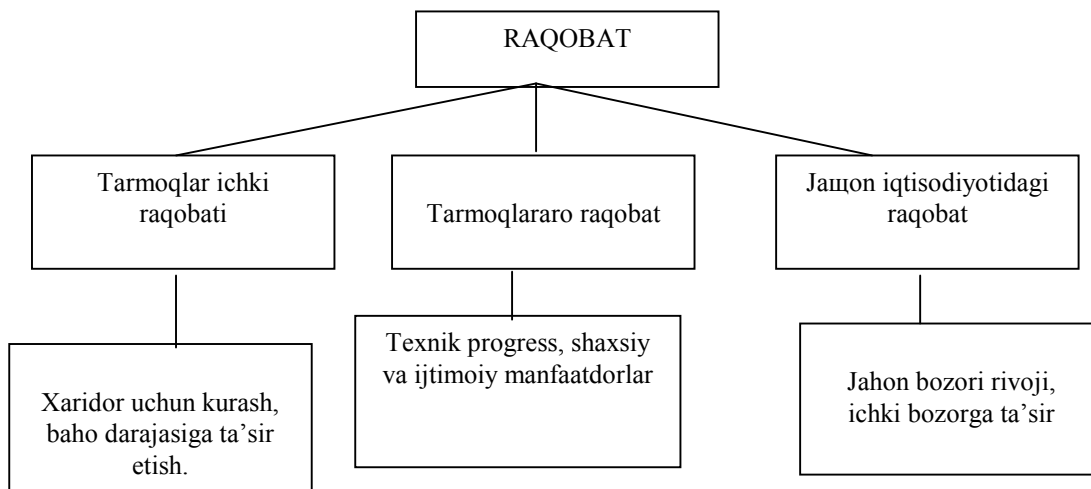 RAQOBAT
Tarmoqlar ichki
raqobati
Tarmoqlararo raqobat
Jaщon iqtisodiyotidagi
raqobat
Xaridor uchun kurash,
baho darajasiga ta’sir
etish.
Texnik progress, shaxsiy
va ijtimoiy manfaatdorlar
Jahon bozori rivoji,
ichki bozorga ta’sir